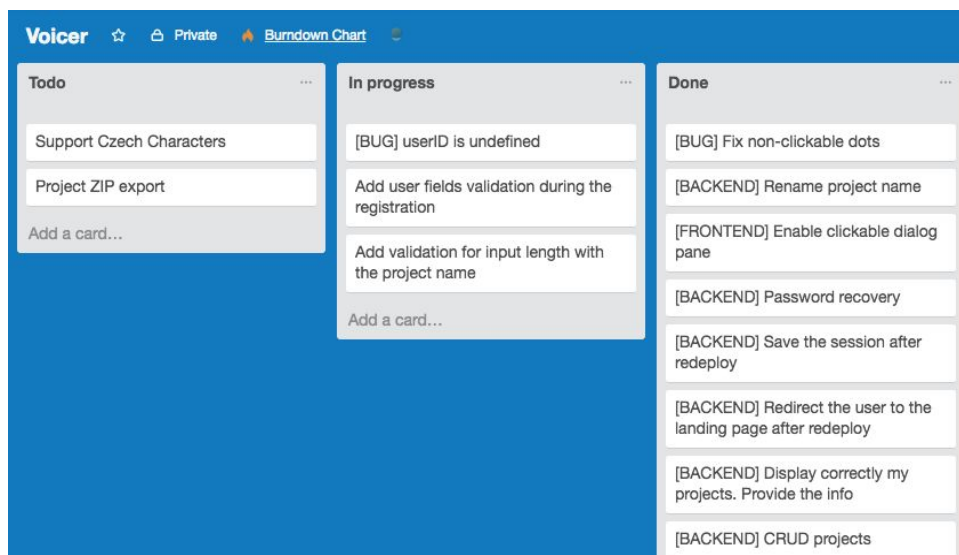 Voicer Private Burndown Chart
Todo ...
Support Czech Characters
Project ZIP export
Add a card...
In progress ...
[BUG] userID is undefined
Add user fields validation during the
registration
Add validation for input length with
the project name
Add a card...
Done ...
[BUG] Fix non-clickable dots
[BACKEND] Rename project name
[FRONTEND] Enable clickable dialog
pane
[BACKEND] Password recovery
[BACKEND] Save the session after
redeploy
[BACKEND] Redirect the user to the
landing page after redeploy
[BACKEND] Display correctly my
projects. Provide the info
[BACKEND] CRUD projects